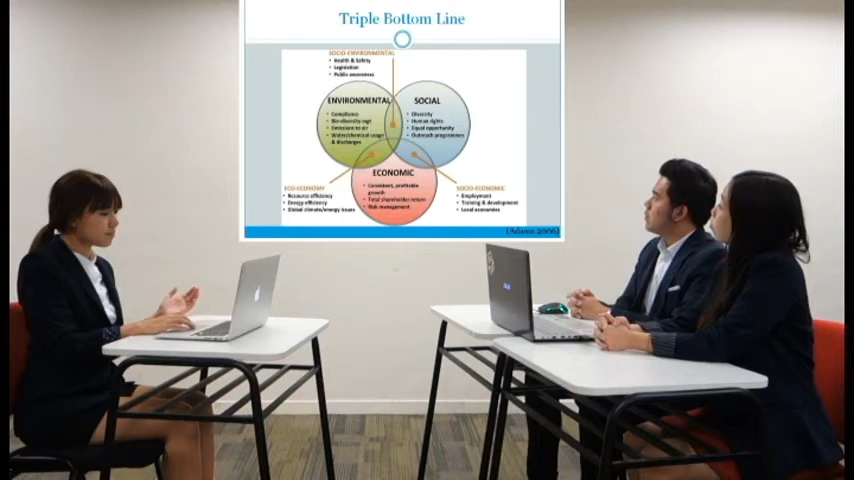 Triple Bottom Line
SOCIO-ENVIRONMENTAL
• Health & Safety
• Legislation
• Public awareness
ENVIRONMENTAL
• Compliance
• Bio-diversity mgt
• Emission to air
• Water/chemical usage
& discharges
SOCIAL
• Diversity
• Human rights
• Equal opportunity
• Outreach programmes
ECONOMIC
• Consistent, profitable
growth
• Total shareholder return
• Risk management
ECO-ECONOMY
• Resource efficiency
• Energy efficiency
• Global climate/energy issues
SOCIO-ECONOMIC
• Employment
• Training & development
• Local economies
(Adams 2006)